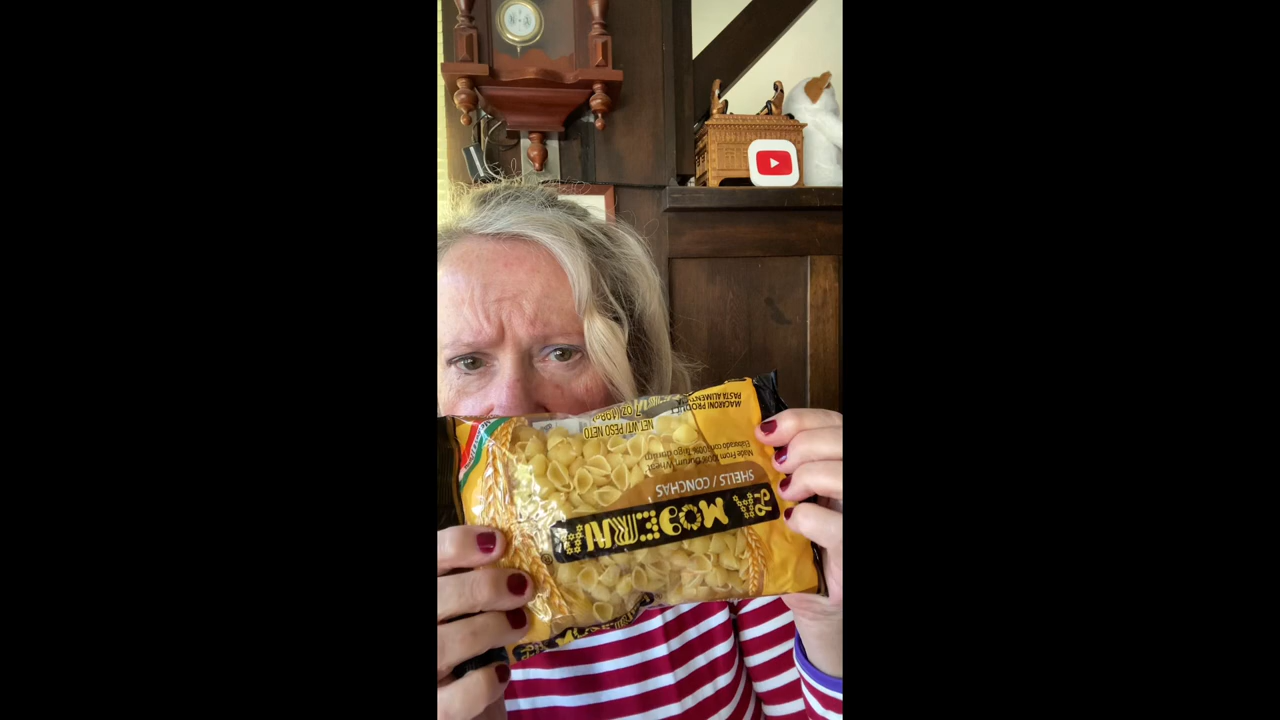 MACARONI PRODUCT
PASTA ALIMENTICIA
NET. WT/ PESO NETO 7 OZ (198g)
Made From 100% Durum Wheat
Elaborado con 100% Trigo durum
SHELLS / CONCHAS
LA MODERNA